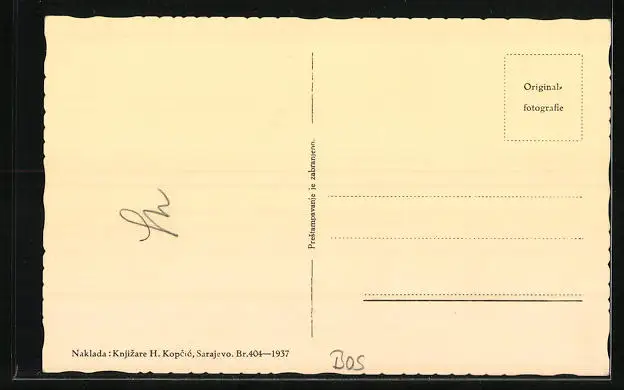 Original-
fotografie
Preštampavanje je zabranjeno.
Naklada: Knjižare H. Kopčić, Sarajevo. Br.404—1937
BOS